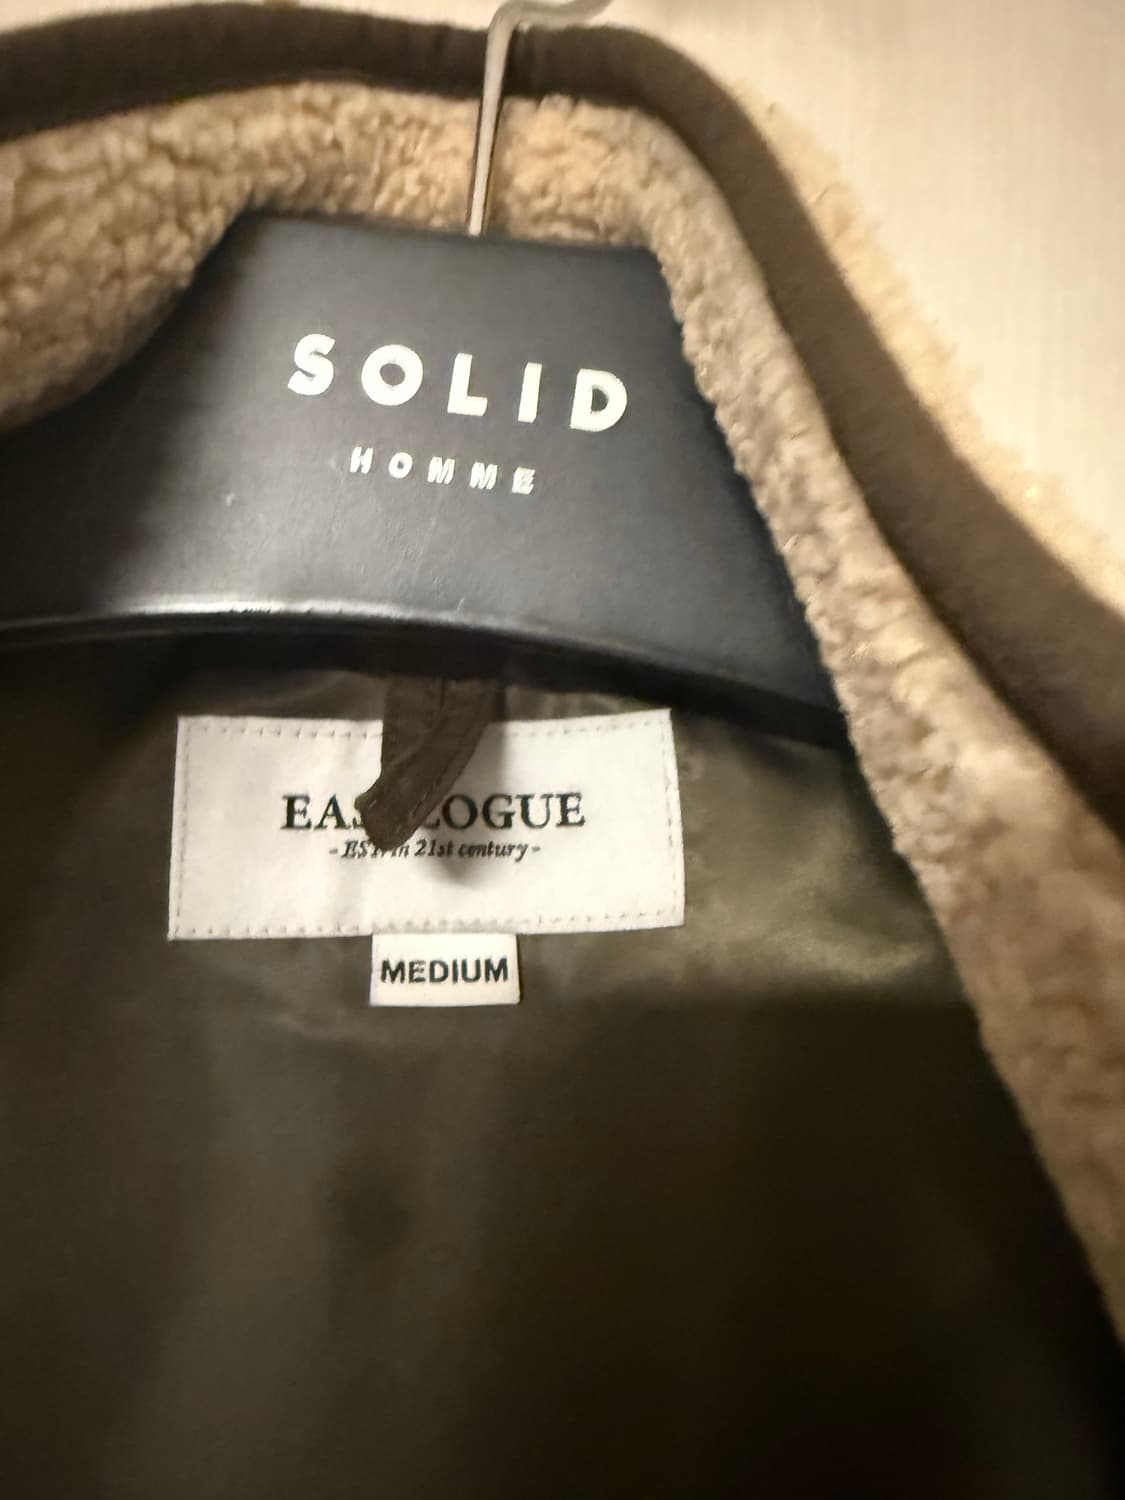 SOLID
HOMME
in 21st century-
MEDIUM